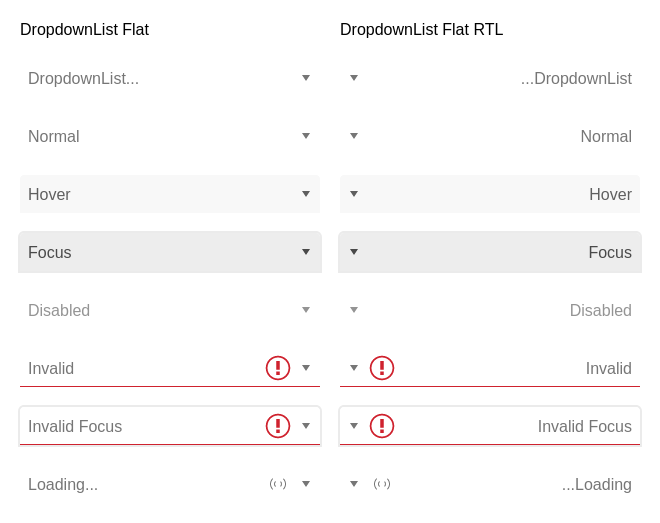 DropdownList Flat
DropdownList...
Normal
Hover
Focus
Disabled
Invalid
Invalid Focus
Loading...
DropdownList Flat RTL
...DropdownList
Normal
Hover
Focus
Disabled
Invalid
Invalid Focus
...Loading